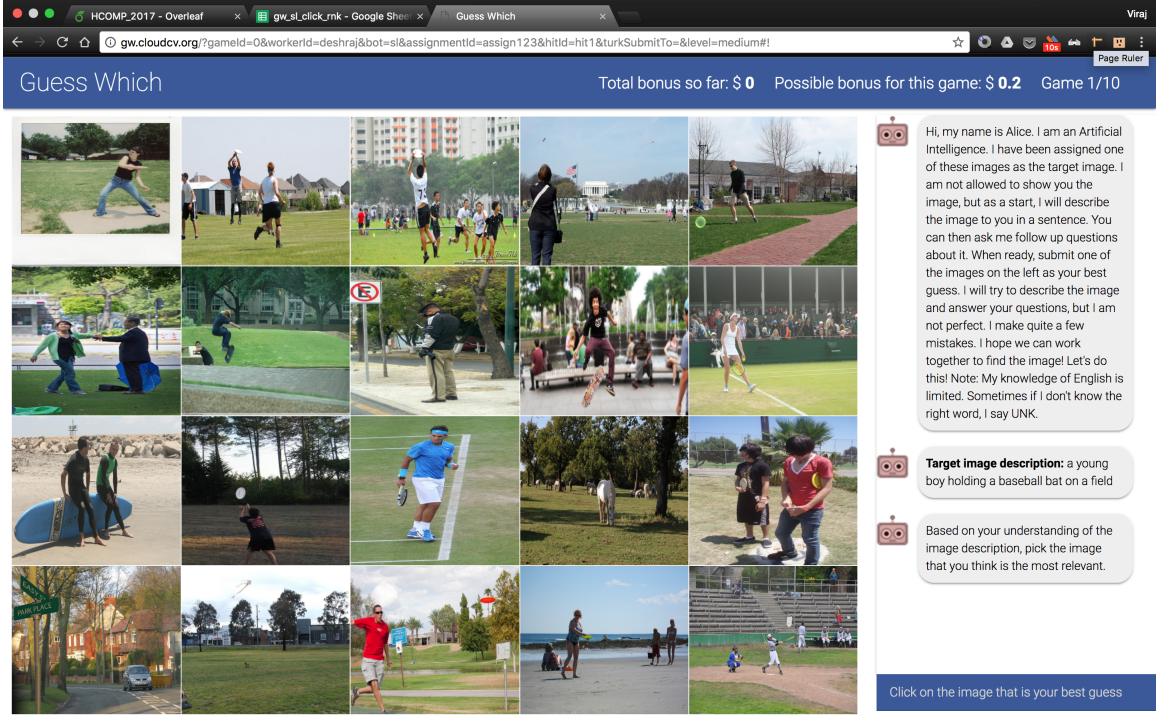 HCOMP_2017 - Overleaf
gw_sl_click_rnk - Google Sheet
Guess Which
Viraj
gw.cloudcv.org/?gameId=0&workerId=deshraj&bot=sl&assignmentId=assign123&hitId=hit1&turkSubmitTo=&level=medium#!
10s
Page Ruler
Guess Which
Total bonus so far: $ 0
Possible bonus for this game: $ 0.2
Game 1/10
Hi, my name is Alice. I am an Artificial
Intelligence. I have been assigned one
of these images as the target image. I
am not allowed to show you the
image, but as a start, I will describe
the image to you in a sentence. You
can then ask me follow up questions
about it. When ready, submit one of
the images on the left as your best
guess. I will try to describe the image
and answer your questions, but I am
not perfect. I make quite a few
mistakes. I hope we can work
together to find the image! Let's do
this! Note: My knowledge of English is
limited. Sometimes if I don't know the
right word, I say UNK.
Target image description: a young
boy holding a baseball bat on a field
Based on your understanding of the
image description, pick the image
that you think is the most relevant.
E
PARK PLACE
Click on the image that is your best guess